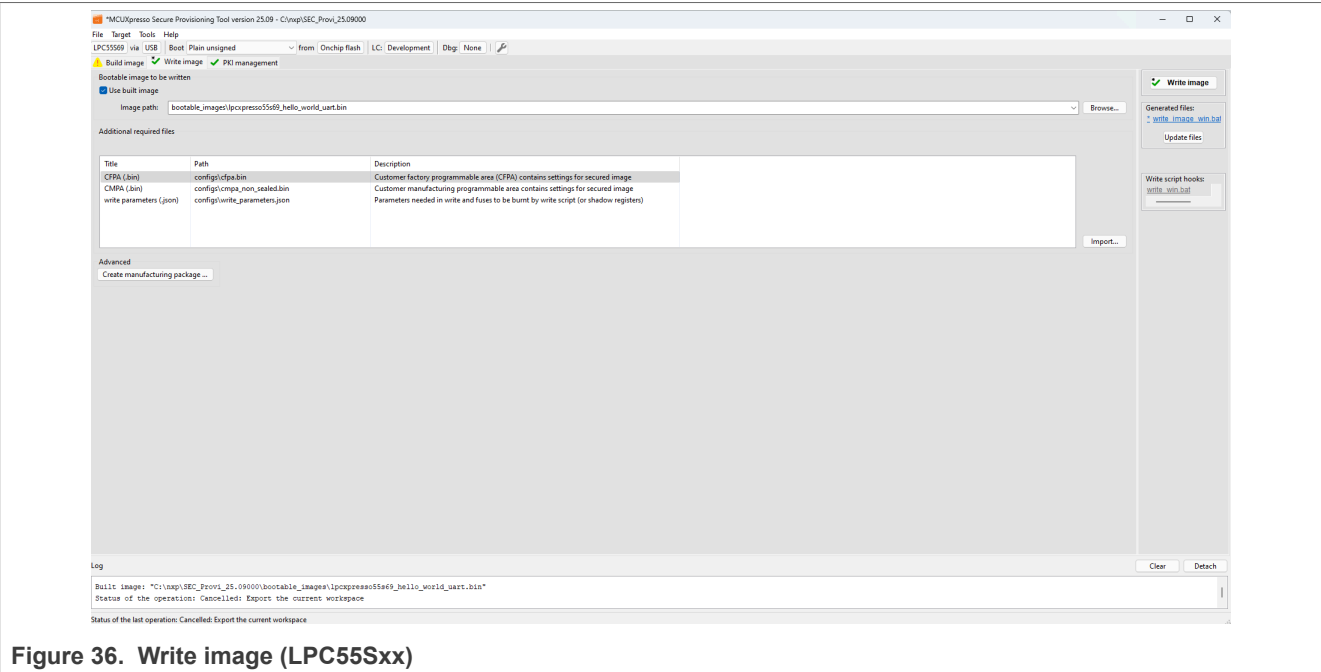 *MCUXpresso Secure Provisioning Tool version 25.09 - C:\nxp\SEC_Provi_25.09000
File Target Tools Help
LPC55S69 via USB Boot Plain unsigned from Onchip flash LC: Development Dbg: None
Build image Write image PKI management
Bootable image to be written
Use built image
Image path: bootable_images\lpcxpresso55s69_hello_world_uart.bin Browse...
Additional required files
Title Path Description
CFPA (.bin) configs\cfpa.bin Customer factory programmable area (CFPA) contains settings for secured image
CMPA (.bin) configs\cmpa_non_sealed.bin Customer manufacturing programmable area contains settings for secured image
write parameters (.json) configs\write_parameters.json Parameters needed in write and fuses to be burnt by write script (or shadow registers)
Import...
Advanced
Create manufacturing package ...
Write image
Generated files:
* write_image_win.bat
Update files
Write script hooks:
write_win.bat
Log Clear Detach
Built image: "C:\nxp\SEC_Provi_25.09000\bootable_images\lpcxpresso55s69_hello_world_uart.bin"
Status of the operation: Cancelled: Export the current workspace
Status of the last operation: Cancelled: Export the current workspace
Figure 36. Write image (LPC55Sxx)